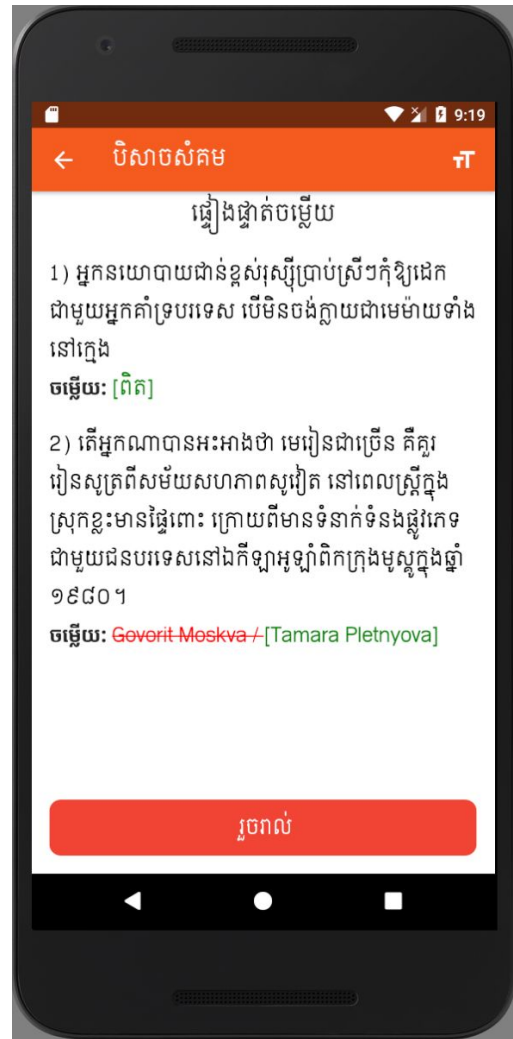 9:19
បិសាចសំគម
ផ្ទៀងផ្ទាត់ចម្លើយ
1) អ្នកនយោបាយជាន់ខ្ពស់រុស្ស៊ីប្រាប់ស្រីៗកុំឱ្យដេក
ជាមួយអ្នកគាំទ្របរទេស បើមិនចង់ក្លាយជាមេម៉ាយទាំង
នៅក្មេង
ចម្លើយ: [ពិត]
2) តើអ្នកណាបានអះអាងថា មេរៀនជាច្រើន គឺគួរ
រៀនសូត្រពីសម័យសហភាពសូវៀត នៅពេលស្ត្រីក្នុង
ស្រុកខ្លះមានផ្ទៃពោះ ក្រោយពីមានទំនាក់ទំនងផ្លូវភេទ
ជាមួយជនបរទេសនៅឯកីឡាអូឡាំពិកក្រុងមូស្គូក្នុងឆ្នាំ
១៩៨០។
ចម្លើយ: Govorit Moskva / [Tamara Pletnyova]
រួចរាល់